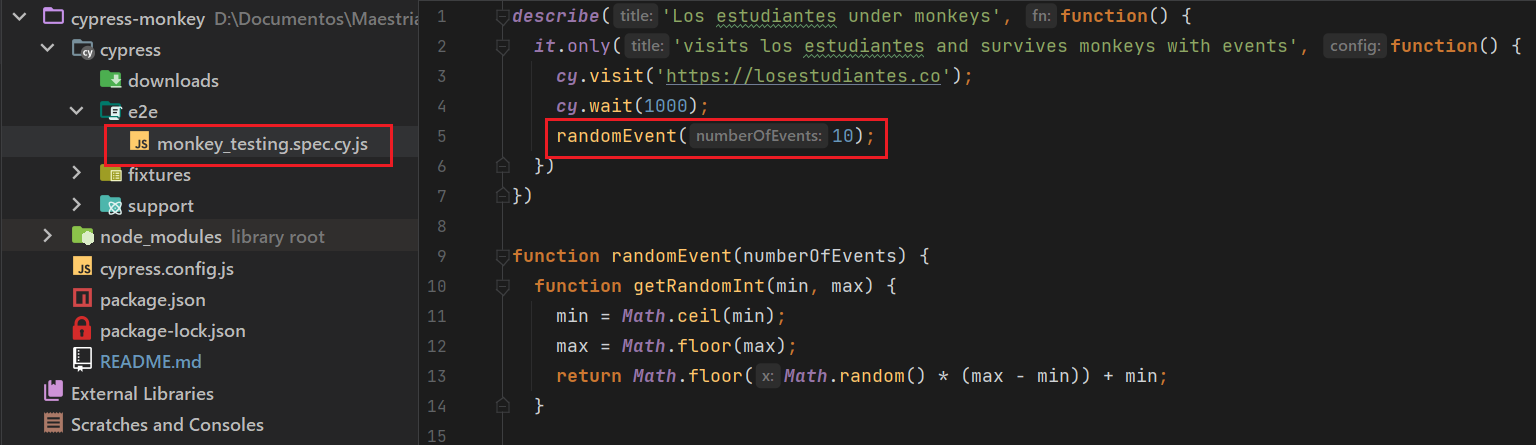 cypress-monkey D:\Documentos\Maestria
cypress
downloads
e2e
monkey_testing.spec.cy.js
fixtures
support
node_modules library root
cypress.config.js
package.json
package-lock.json
README.md
External Libraries
Scratches and Consoles
1 describe( title: 'Los estudiantes under monkeys', fn: function() {
2 it.only( title: 'visits los estudiantes and survives monkeys with events', config: function() {
3 cy.visit('https://losestudiantes.co');
4 cy.wait(1000);
5 randomEvent( numberOfEvents: 10);
6 })
7 })
8
9 function randomEvent(numberOfEvents) {
10 function getRandomInt(min, max) {
11 min = Math.ceil(min);
12 max = Math.floor(max);
13 return Math.floor( x: Math.random() * (max - min)) + min;
14 }
15